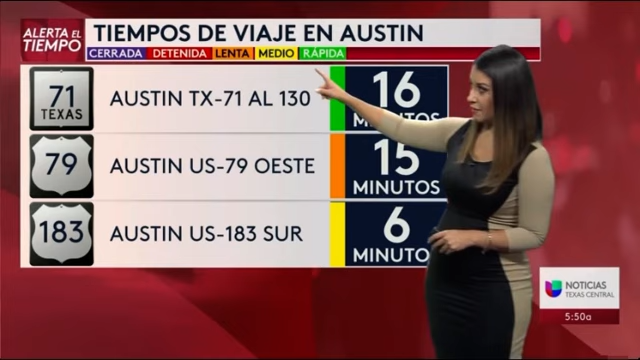 ALERTA EL
TIEMPO
TIEMPOS DE VIAJE EN AUSTIN
CERRADA DETENIDA LENTA MEDIO RÁPIDA
71
TEXAS
AUSTIN TX-71 AL 130
16
MINUTOS
79
AUSTIN US-79 OESTE
15
MINUTOS
183
AUSTIN US-183 SUR
6
MINUTO
NOTICIAS
TEXAS CENTRAL
5:50a